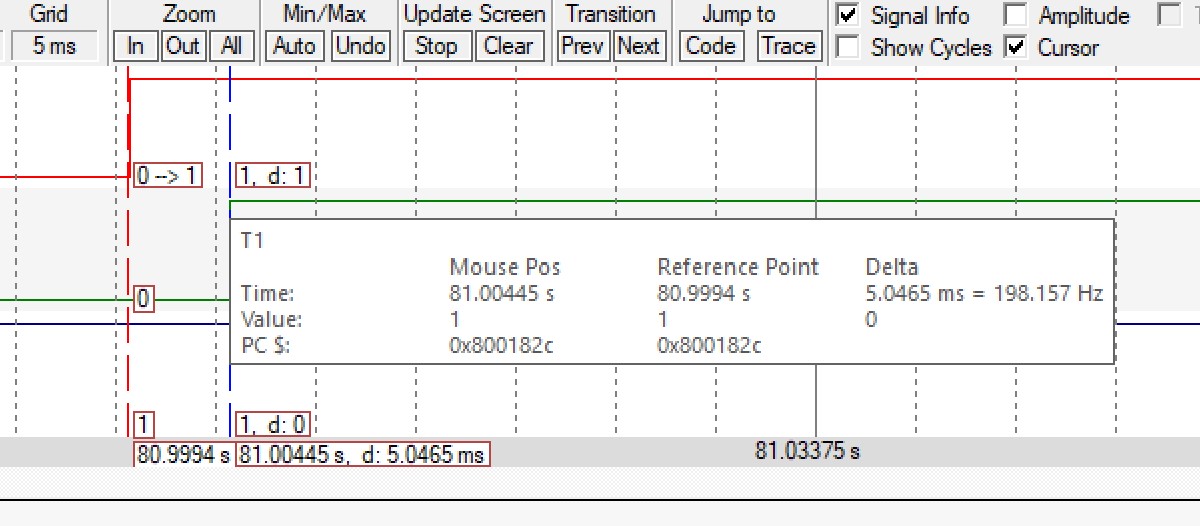 Grid Zoom Min/Max Update Screen Transition Jump to Signal Info Amplitude
5 ms In Out All Auto Undo Stop Clear Prev Next Code Trace Show Cycles Cursor
0 --> 1 1, d: 1
T1
Mouse Pos Reference Point Delta
Time: 81.00445 s 80.9994 s 5.0465 ms = 198.157 Hz
0
Value: 1 1 0
PC $: 0x800182c 0x800182c
1 1, d: 0
80.9994 s 81.00445 s, d: 5.0465 ms 81.03375 s